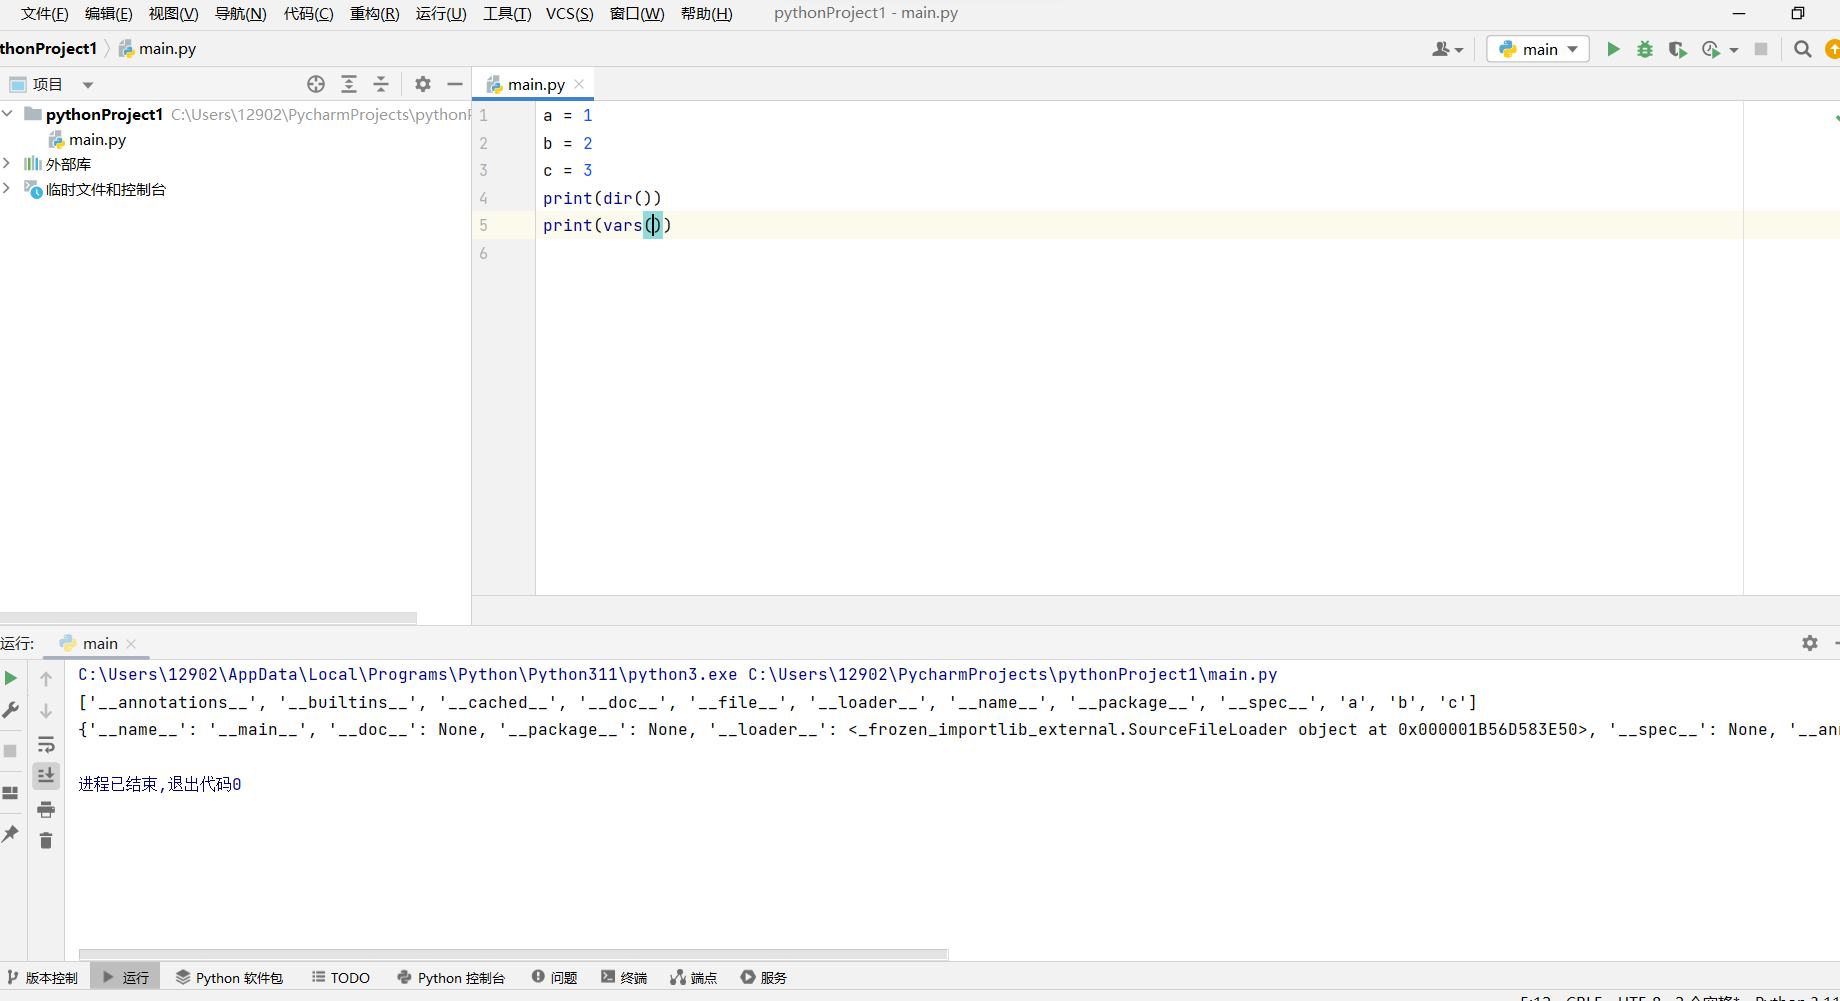 文件(F) 编辑(E) 视图(V) 导航(N) 代码(C) 重构(R) 运行(U) 工具(T) VCS(S) 窗口(W) 帮助(H) pythonProject1 - main.py
thonProject1 main.py main
项目 main.py
pythonProject1 C:\Users\12902\PycharmProjects\python
main.py
外部库
临时文件和控制台
1 a = 1
2 b = 2
3 c = 3
4 print(dir())
5 print(vars())
6
运行: main
C:\Users\12902\AppData\Local\Programs\Python\Python311\python3.exe C:\Users\12902\PycharmProjects\pythonProject1\main.py
['__annotations__', '__builtins__', '__cached__', '__doc__', '__file__', '__loader__', '__name__', '__package__', '__spec__', 'a', 'b', 'c']
{'__name__': '__main__', '__doc__': None, '__package__': None, '__loader__': <_frozen_importlib_external.SourceFileLoader object at 0x000001B56D583E50>, '__spec__': None, '__an
进程已结束,退出代码0
版本控制 运行 Python 软件包 TODO Python 控制台 问题 终端 端点 服务